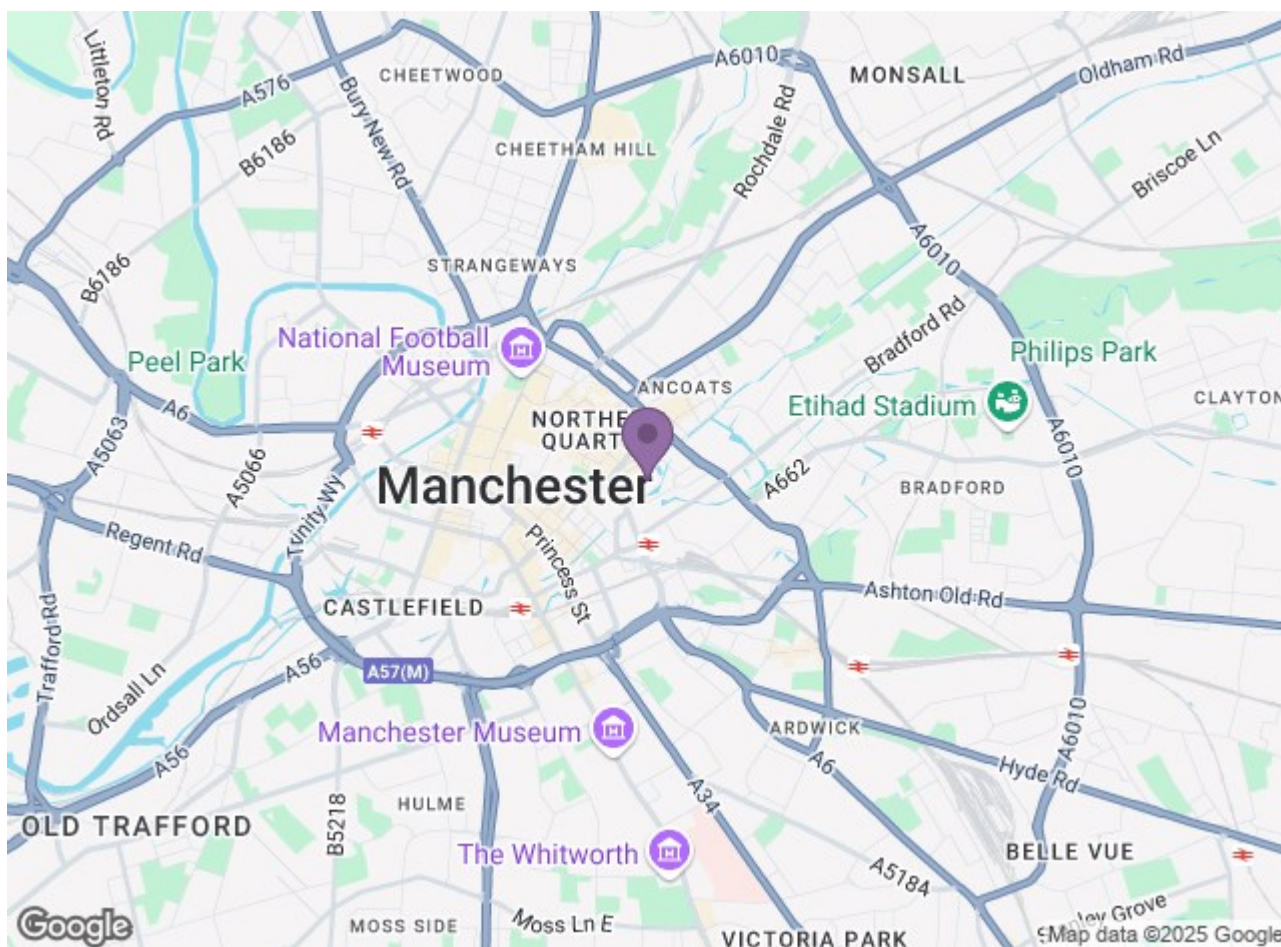 Littleton Rd
A576
CHEETWOOD
Bury New Rd
A6010
MONSALL
Oldham Rd
B6186
CHEETHAM HILL
Rochdale Rd
Briscoe Ln
B6186
STRANGEWAYS
A6010
National Football
Museum
Bradford Rd
Peel Park
ANCOATS
Philips Park
A6
Etihad Stadium
CLAYTON
A5063
A5066
QUART
Manchester
A662
A6010
BRADFORD
Regent Rd
Trinity Wy
Princess St
Trafford Rd
CASTLEFIELD
Ashton Old Rd
Ordsall Ln
A56
A57(M)
A56
Manchester Museum
ARDWICK
A6010
A34
A6
Hyde Rd
HULME
B5218
OLD TRAFFORD
The Whitworth
A5184
BELLE VUE
Google
MOSS SIDE
Moss Ln E
VICTORIA PARK
Grove
Map data ©2025 Google